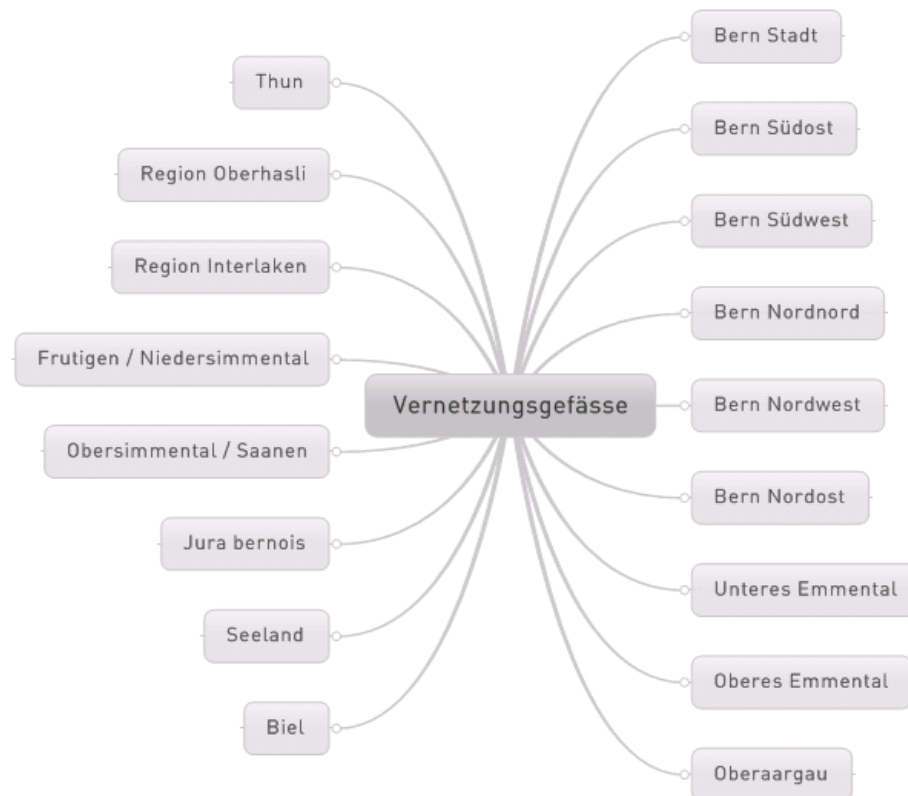 Thun
Region Oberhasli
Region Interlaken
Frutigen / Niedersimmental
Obersimmental / Saanen
Jura bernois
Seeland
Biel
Vernetzungsgefässe
Bern Stadt
Bern Südost
Bern Südwest
Bern Nordnord
Bern Nordwest
Bern Nordost
Unteres Emmental
Oberes Emmental
Oberaargau